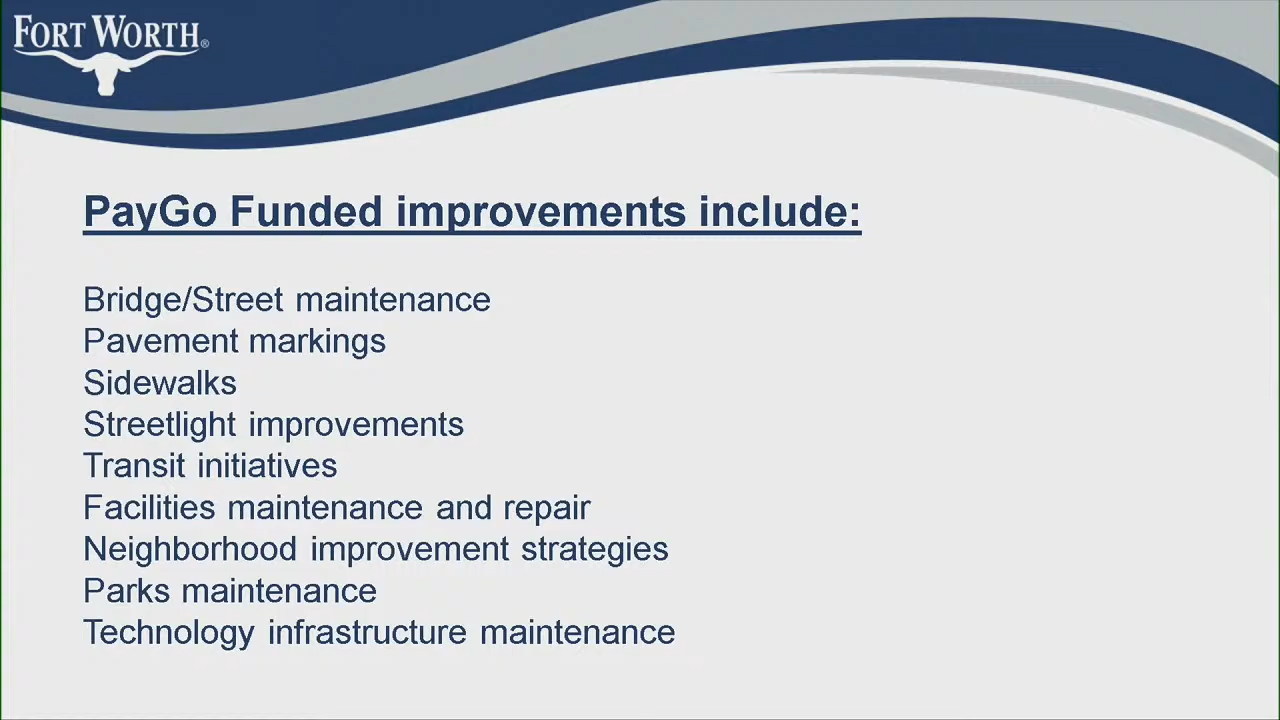 FORT WORTH®
PayGo Funded improvements include:
Bridge/Street maintenance
Pavement markings
Sidewalks
Streetlight improvements
Transit initiatives
Facilities maintenance and repair
Neighborhood improvement strategies
Parks maintenance
Technology infrastructure maintenance